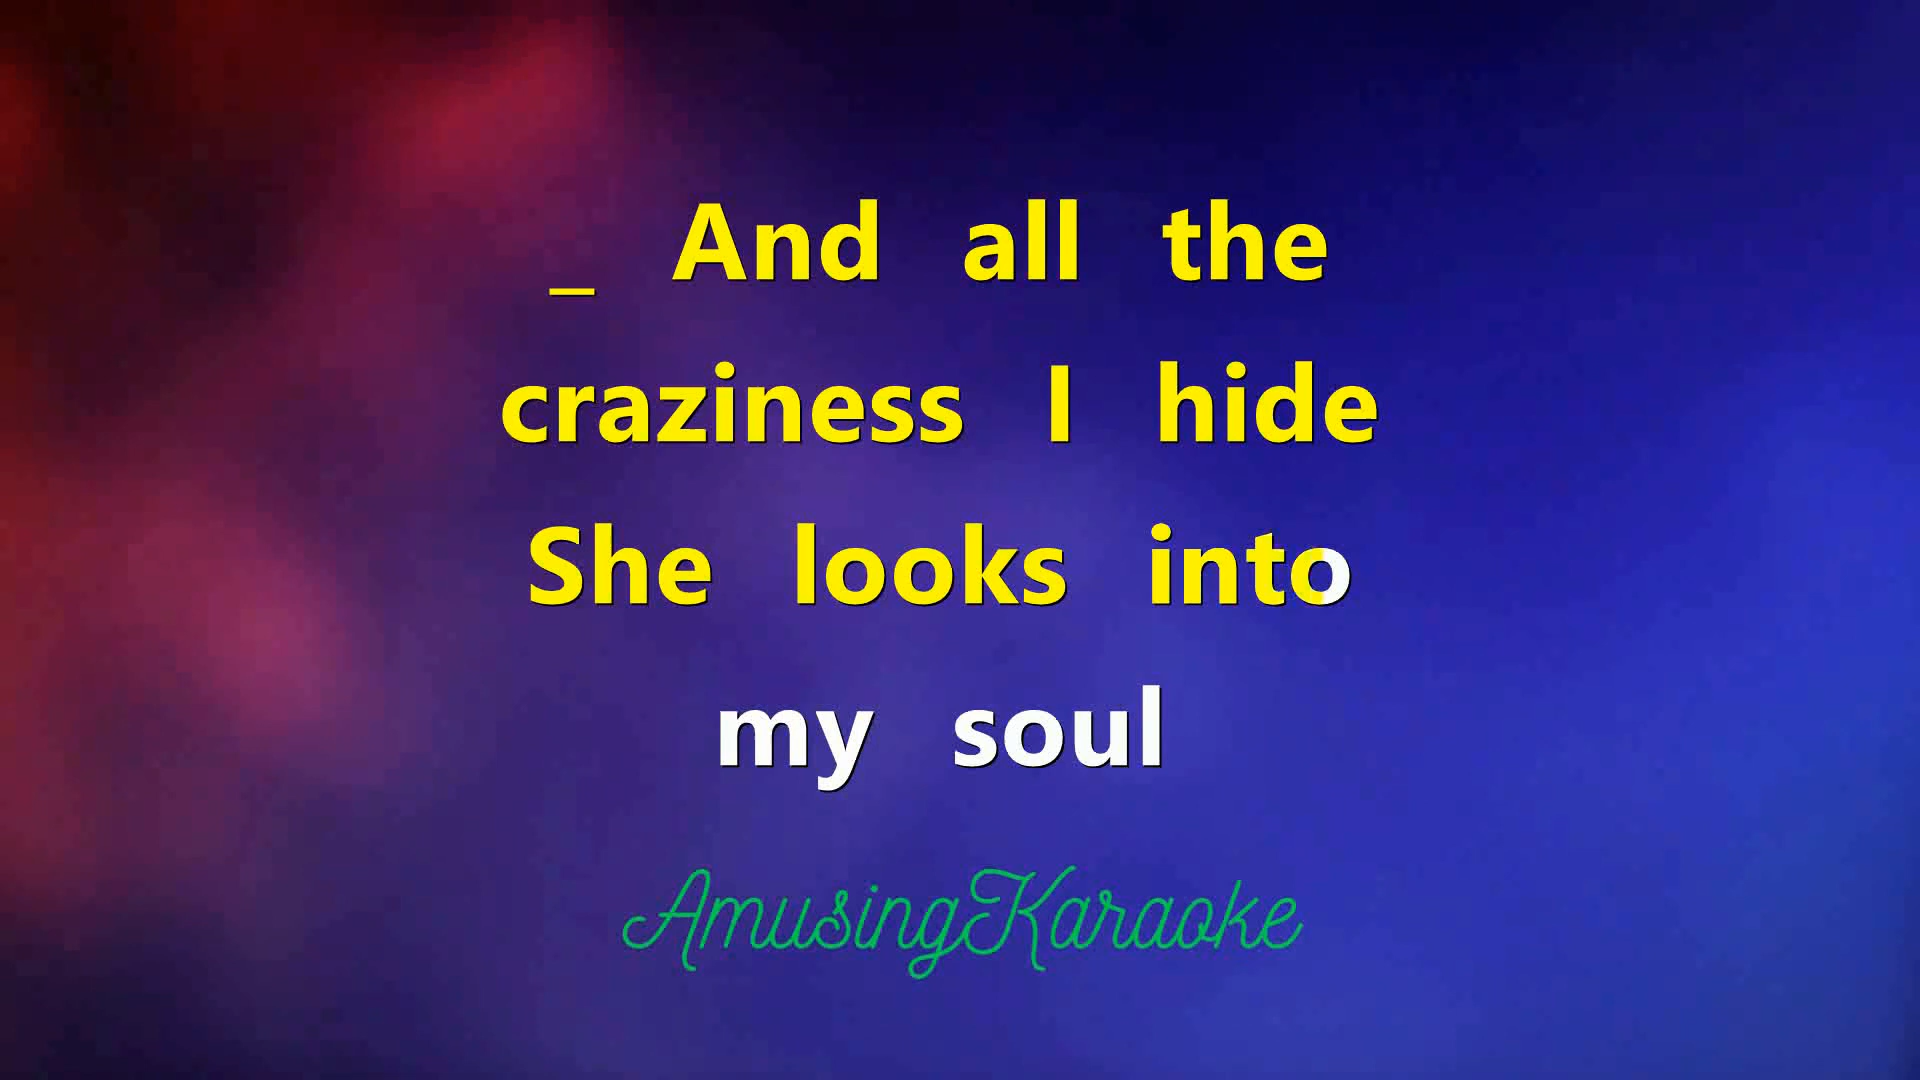 _ And all the
craziness I hide
She looks into
my soul
AmusingKaraoke